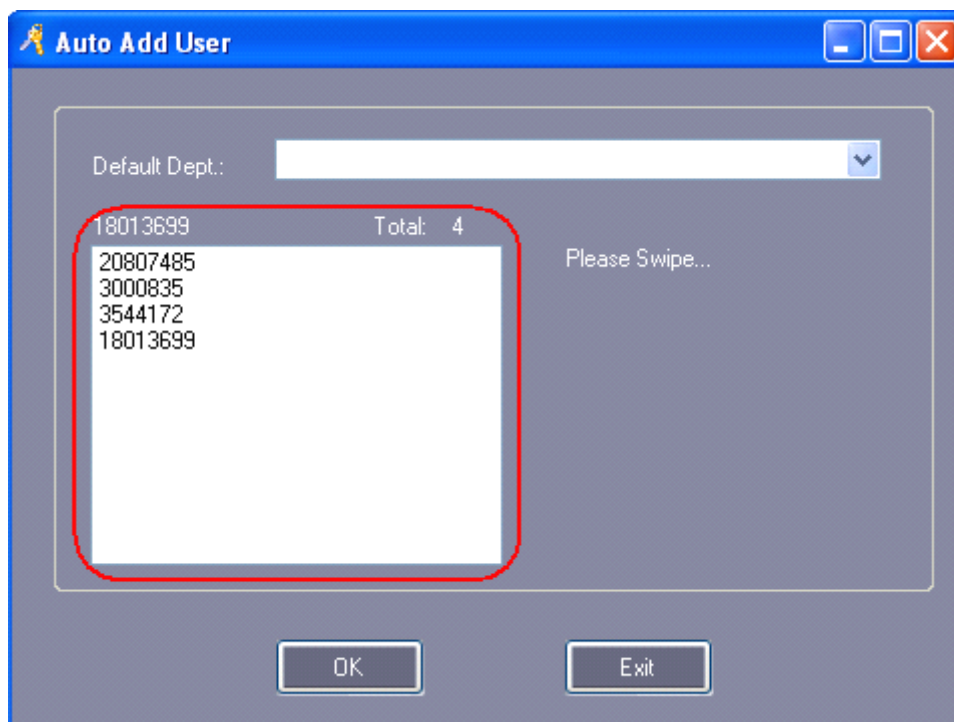 Auto Add User
Default Dept.:
18013699 Total: 4
20807485
3000835
3544172
18013699
Please Swipe...
OK
Exit